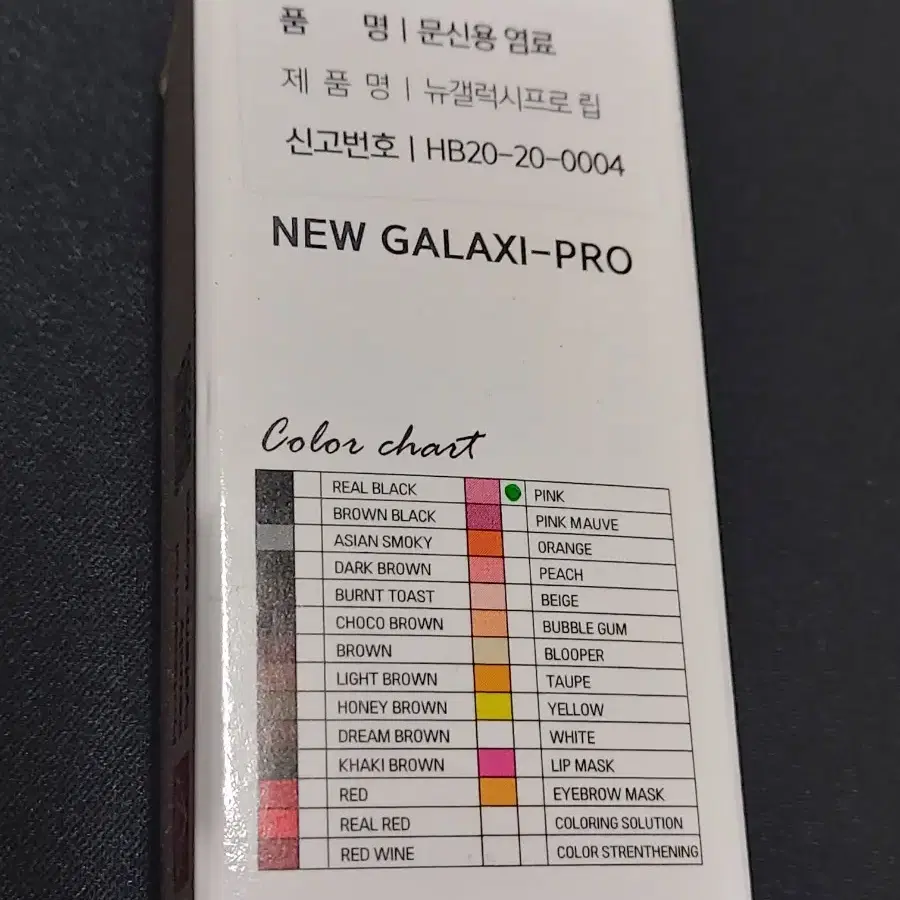 품 명 | 문신용 염료
제 품 명 | 뉴갤럭시프로 립
신고번호 | HB20-20-0004
NEW GALAXI-PRO
Color chart
REAL BLACK PINK
BROWN BLACK PINK MAUVE
ASIAN SMOKY ORANGE
DARK BROWN PEACH
BURNT TOAST BEIGE
CHOCO BROWN BUBBLE GUM
BROWN BLOOPER
LIGHT BROWN TAUPE
HONEY BROWN YELLOW
DREAM BROWN WHITE
KHAKI BROWN LIP MASK
RED EYEBROW MASK
REAL RED COLORING SOLUTION
RED WINE COLOR STRENTHENING